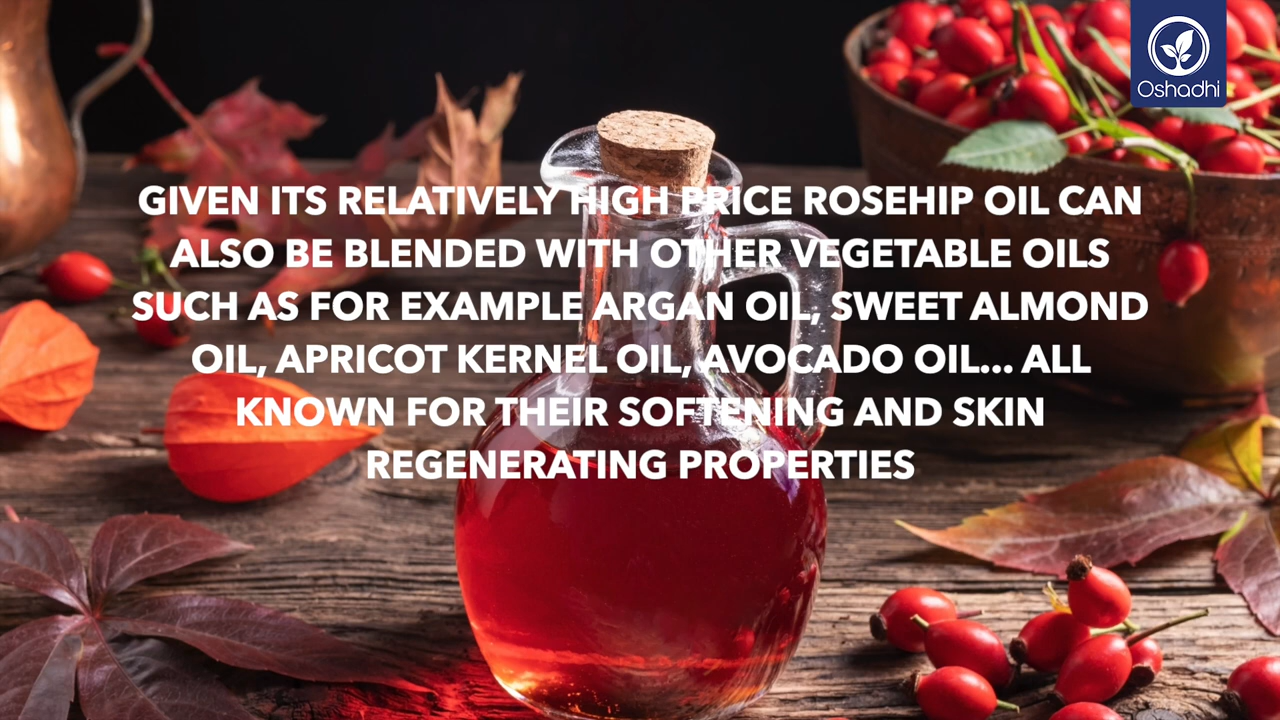 Oshadhi
GIVEN ITS RELATIVELY HIGH PRICE ROSEHIP OIL CAN
ALSO BE BLENDED WITH OTHER VEGETABLE OILS
SUCH AS FOR EXAMPLE ARGAN OIL, SWEET ALMOND
OIL, APRICOT KERNEL OIL, AVOCADO OIL... ALL
KNOWN FOR THEIR SOFTENING AND SKIN
REGENERATING PROPERTIES